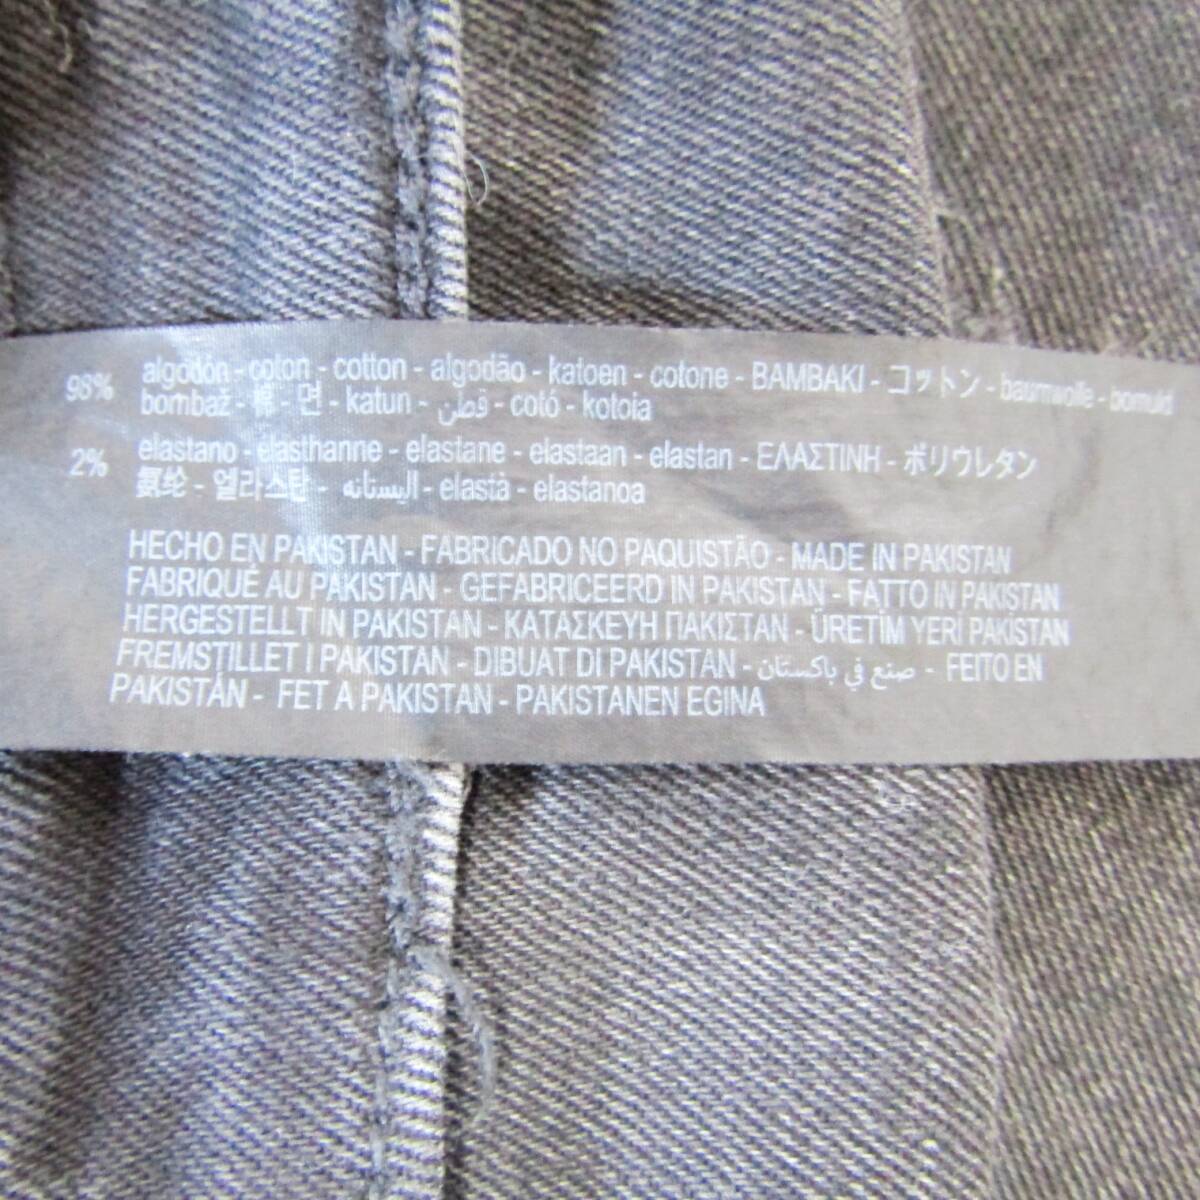 98% algodón - coton - cotton - algodão - katoen - cotone - BAMBAKI - コットン - baumwolle - bomuld
bombaž - 棉 - 면 - katun - قطن - cotó - kotoia
2% elastano - élasthanne - elastane - elastaan - elastan - ΕΛΑΣΤΙΝΗ - ポリウレタン
氨纶 - 엘라스탄 - اليستانه - elastà - elastanoa
HECHO EN PAKISTAN - FABRICADO NO PAQUISTÃO - MADE IN PAKISTAN
FABRIQUÉ AU PAKISTAN - GEFABRICEERD IN PAKISTAN - FATTO IN PAKISTAN
HERGESTELLT IN PAKISTAN - ΚΑΤΑΣΚΕΥΗ ΠΑΚΙΣΤΑΝ - ÜRETİM YERİ PAKISTAN
FREMSTILLET I PAKISTAN - DIBUAT DI PAKISTAN - صنع في باكستان - FEITO EN
PAKISTÁN - FET A PAKISTAN - PAKISTANEN EGINA